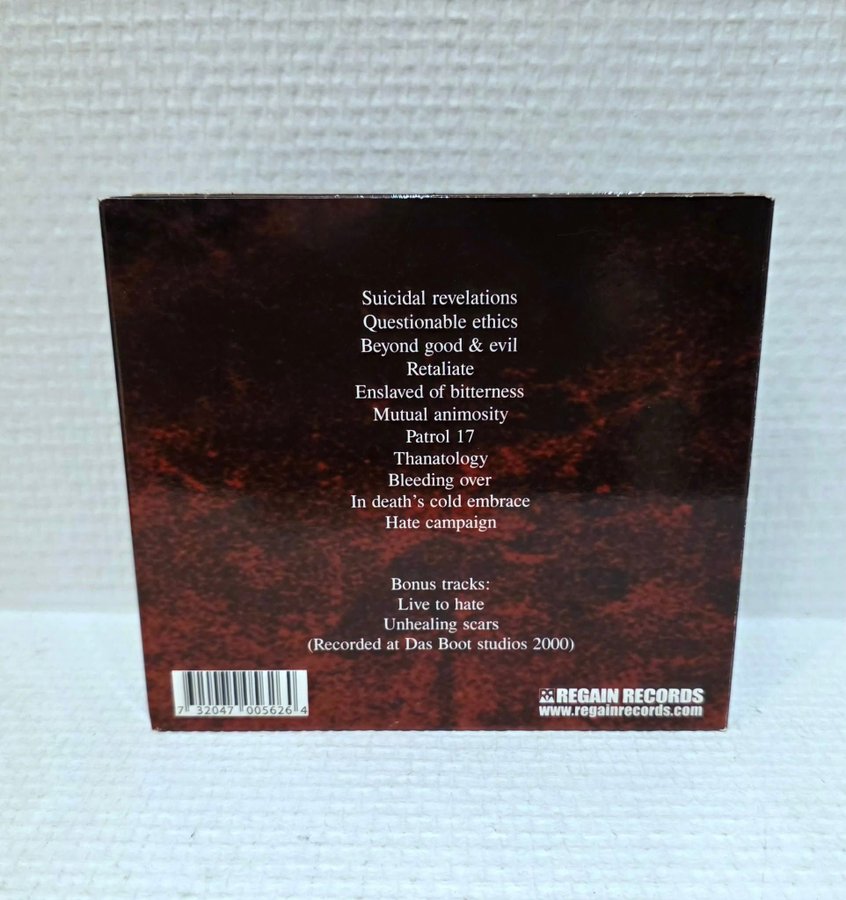 Suicidal revelations
Questionable ethics
Beyond good & evil
Retaliate
Enslaved of bitterness
Mutual animosity
Patrol 17
Thanatology
Bleeding over
In death's cold embrace
Hate campaign
Bonus tracks:
Live to hate
Unhealing scars
(Recorded at Das Boot studios 2000)
7 32047 005626 4
REGAIN RECORDS
www.regainrecords.com